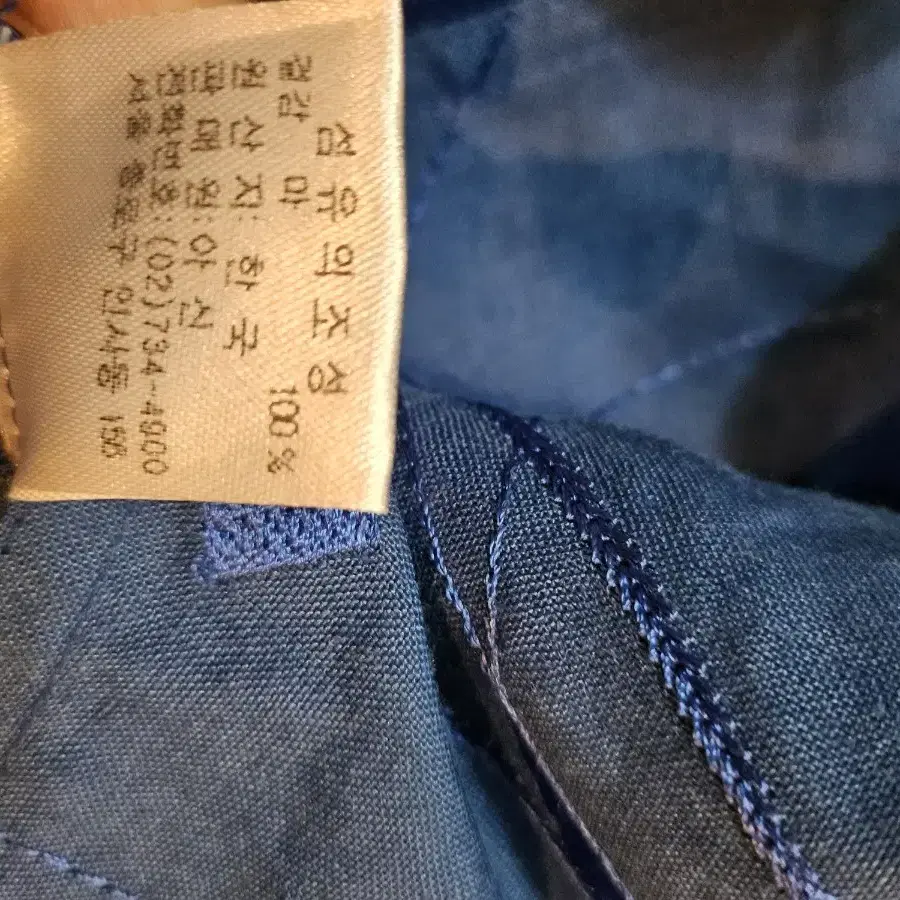 섬유의조성
겉감 마 100%
원산지: 한국
판매원: 아신
전화번호: (02)734-4900
서울 종로구 인사동 155